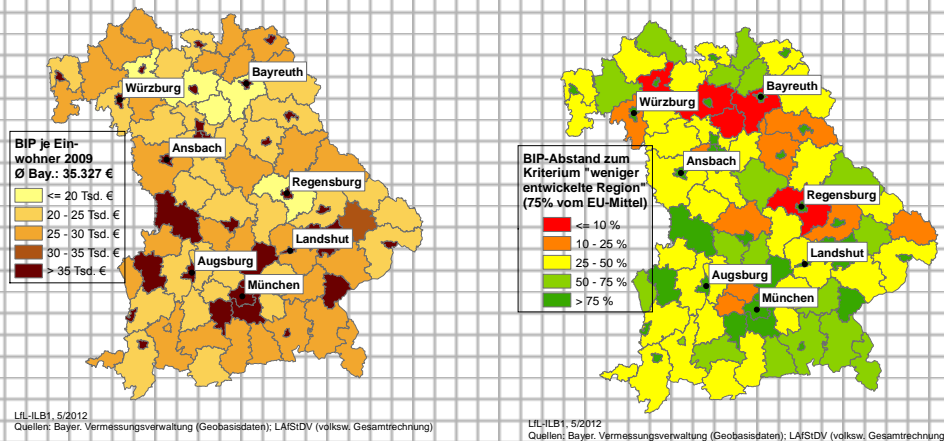 Würzburg
Bayreuth
BIP je Ein-
wohner 2009
Ø Bay.: 35.327 €
<= 20 Tsd. €
20 - 25 Tsd. €
25 - 30 Tsd. €
30 - 35 Tsd. €
> 35 Tsd. €
Ansbach
Regensburg
Landshut
Augsburg
München
LfL-ILB1, 5/2012
Quellen: Bayer. Vermessungsverwaltung (Geobasisdaten); LAfStDV (volksw. Gesamtrechnung)
Würzburg
Bayreuth
BIP-Abstand zum
Kriterium "weniger
entwickelte Region"
(75% vom EU-Mittel)
<= 10 %
10 - 25 %
25 - 50 %
50 - 75 %
> 75 %
Ansbach
Regensburg
Landshut
Augsburg
München
LfL-ILB1, 5/2012
Quellen: Bayer. Vermessungsverwaltung (Geobasisdaten); LAfStDV (volksw. Gesamtrechnung